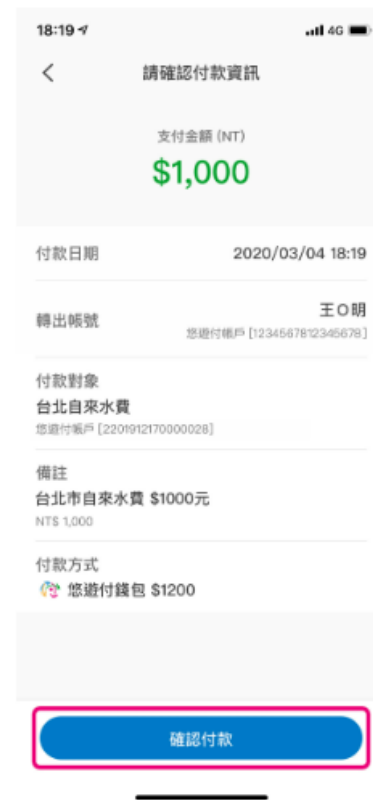 18:19
4G
請確認付款資訊
支付金額 (NT)
$1,000
付款日期
2020/03/04 18:19
轉出帳號
王O明
悠遊付帳戶 [1234567812345678]
付款對象
台北自來水費
悠遊付帳戶 [2201912170000028]
備註
台北市自來水費 $1000元
NT$ 1,000
付款方式
悠遊付錢包 $1200
確認付款